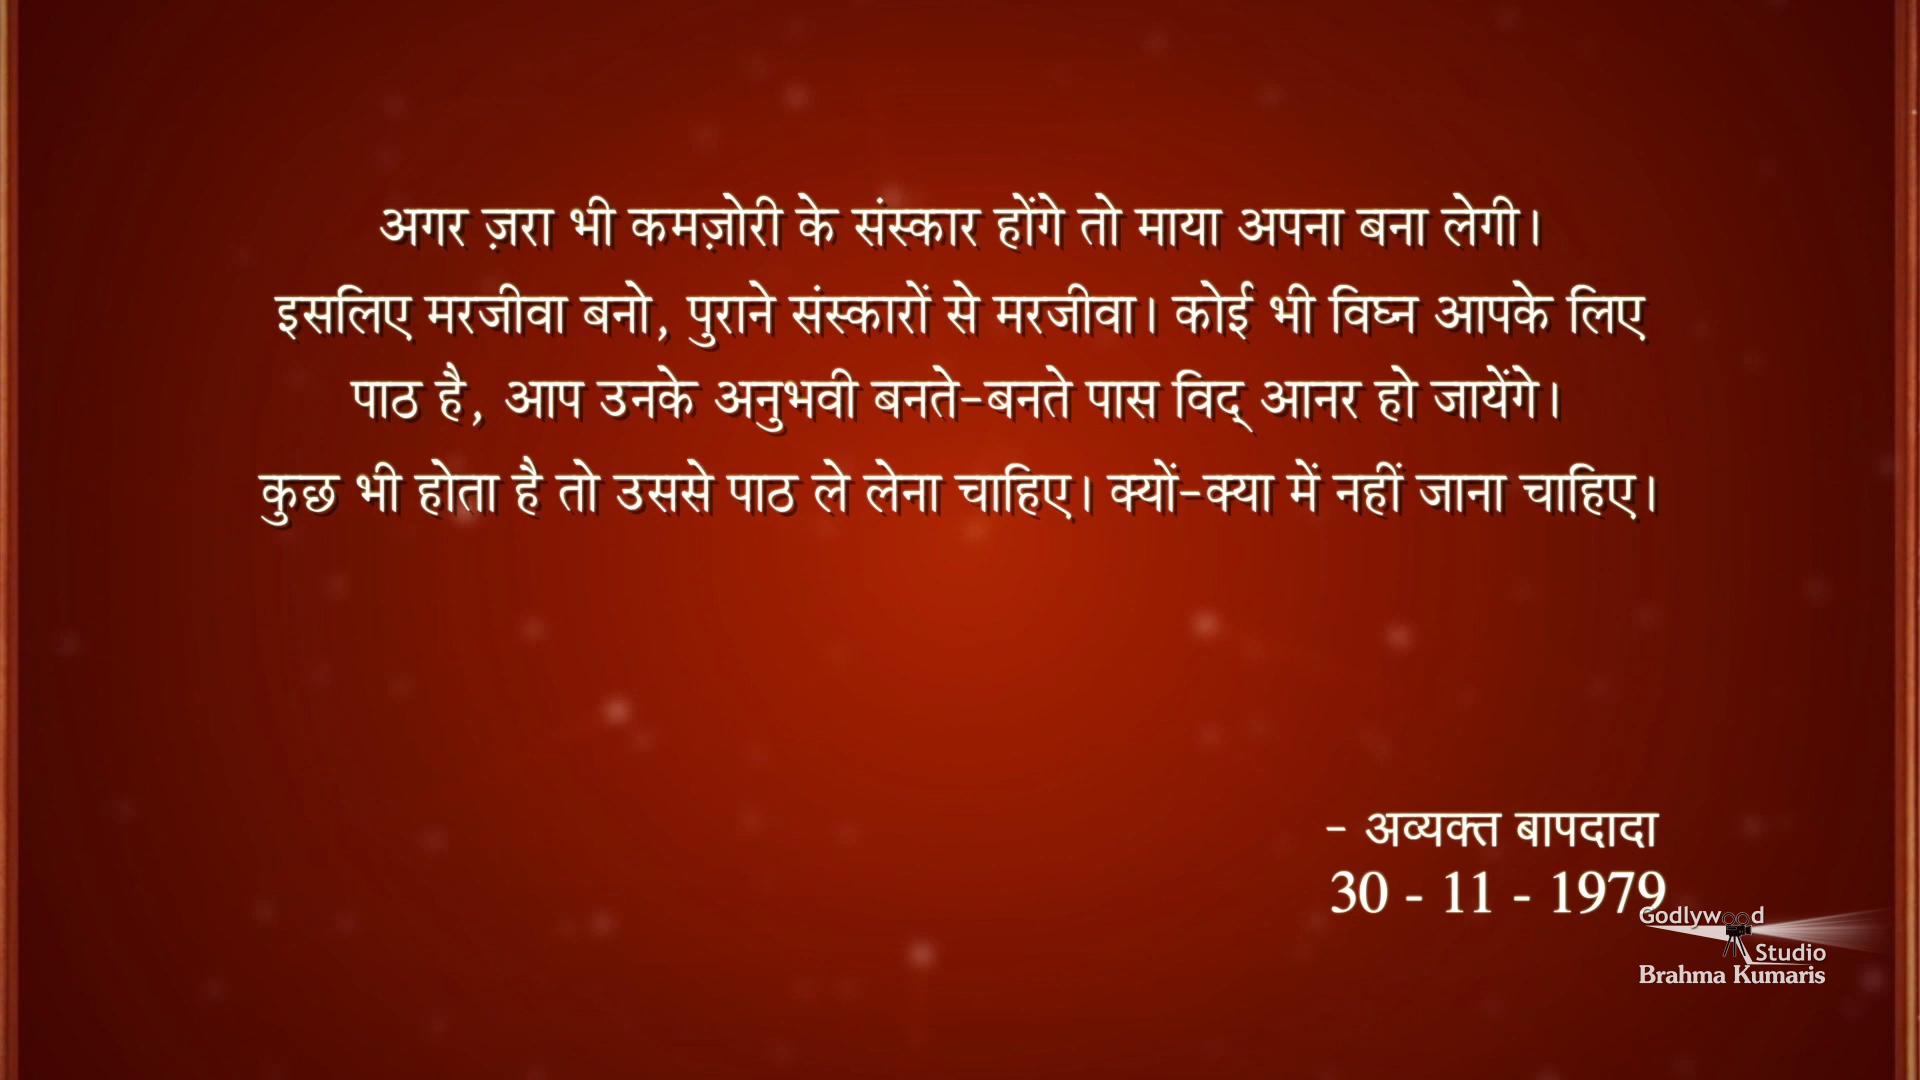 अगर ज़रा भी कमज़ोरी के संस्कार होंगे तो माया अपना बना लेगी।
इसलिए मरजीवा बनो, पुराने संस्कारों से मरजीवा। कोई भी विघ्न आपके लिए
पाठ है, आप उनके अनुभवी बनते-बनते पास विद् आनर हो जायेंगे।
कुछ भी होता है तो उससे पाठ ले लेना चाहिए। क्यों-क्या में नहीं जाना चाहिए।
- अव्यक्त बापदादा
30 - 11 - 1979
Godlywood
Studio
Brahma Kumaris